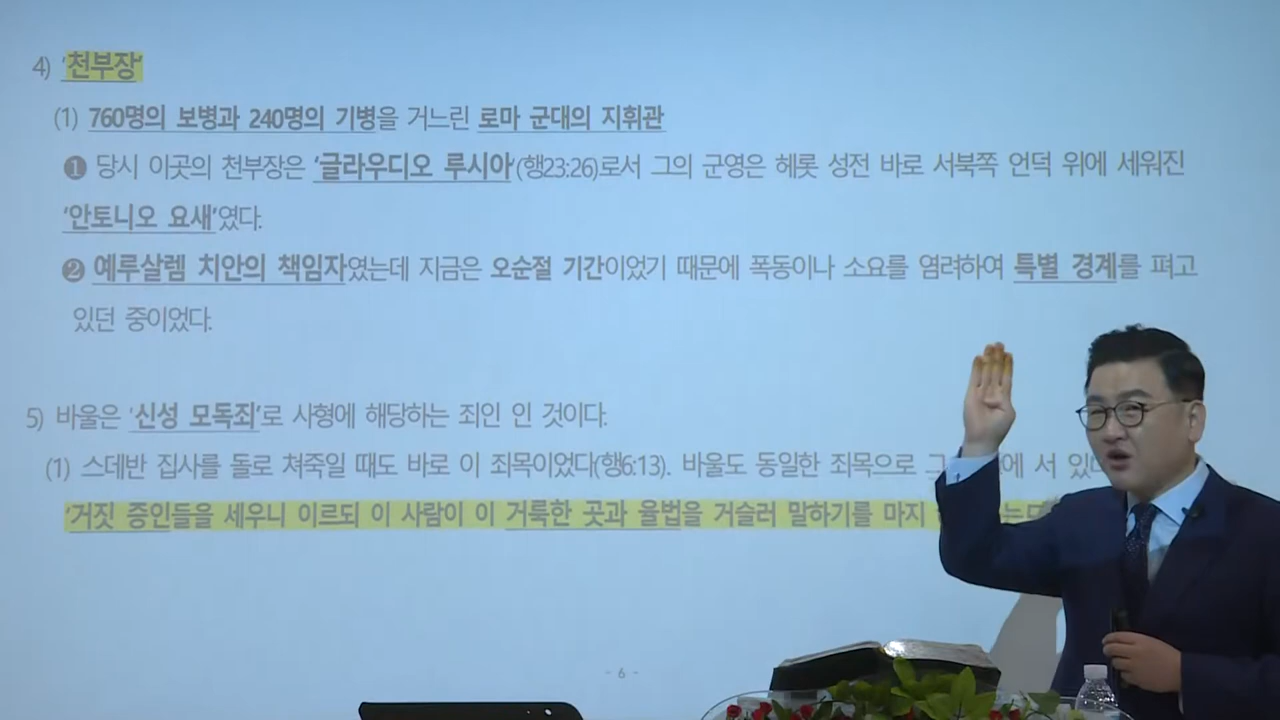 4) '천부장'
(1) 760명의 보병과 240명의 기병을 거느린 로마 군대의 지휘관
❶ 당시 이곳의 천부장은 '글라우디오 루시아'(행23:26)로서 그의 군영은 헤롯 성전 바로 서북쪽 언덕 위에 세워진
'안토니오 요새'였다.
❷ 예루살렘 치안의 책임자였는데 지금은 오순절 기간이었기 때문에 폭동이나 소요를 염려하여 특별 경계를 펴고
있던 중이었다.
5) 바울은 '신성 모독죄'로 사형에 해당하는 죄인 인 것이다.
(1) 스데반 집사를 돌로 쳐죽일 때도 바로 이 죄목이었다(행6:13). 바울도 동일한 죄목으로 그 서
'거짓 증인들을 세우니 이르되 이 사람이 이 거룩한 곳과 율법을 거슬러 말하기를 마지
- 6 -